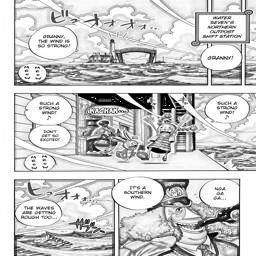 GRANNY,
THE WIND IS
SO STRONG!
WATER
SEVEN'S
NORTHERN
OUTPOST
SHIFT STATION
GRANNY!
SUCH A
STRONG
WIND!
SUCH A
STRONG
WIND!
DON'T
GET SO
EXCITED!
IT'S A
SOUTHERN
WIND.
NGA
GA
GA...
THE WAVES
ARE GETTING
ROUGH TOO...